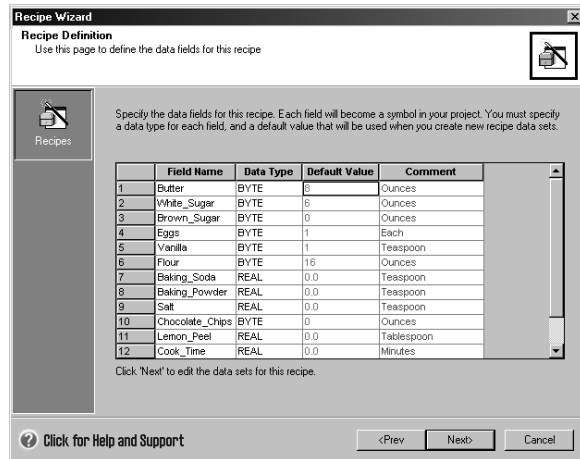 Recipe Wizard
Recipe Definition
Use this page to define the data fields for this recipe
Recipes
Specify the data fields for this recipe. Each field will become a symbol in your project. You must specify
a data type for each field, and a default value that will be used when you create new recipe data sets.
Field Name Data Type Default Value Comment
1 Butter BYTE 8 Ounces
2 White_Sugar BYTE 6 Ounces
3 Brown_Sugar BYTE 0 Ounces
4 Eggs BYTE 1 Each
5 Vanilla BYTE 1 Teaspoon
6 Flour BYTE 16 Ounces
7 Baking_Soda REAL 0.0 Teaspoon
8 Baking_Powder REAL 0.0 Teaspoon
9 Salt REAL 0.0 Teaspoon
10 Chocolate_Chips BYTE 0 Ounces
11 Lemon_Peel REAL 0.0 Tablespoon
12 Cook_Time REAL 0.0 Minutes
Click 'Next' to edit the data sets for this recipe.
Click for Help and Support
<Prev Next> Cancel